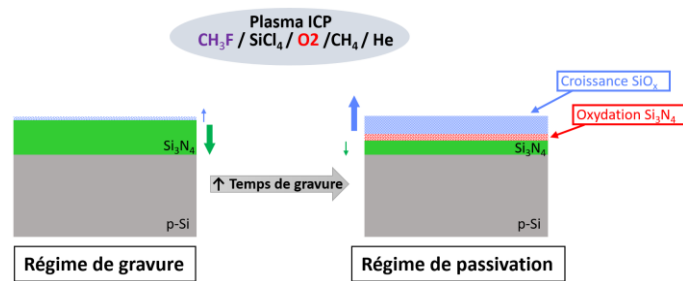 Plasma ICP
CH₃F / SiCl₄ / O2 /CH₄ / He
Croissance SiOₓ
Oxydation Si₃N₄
Si₃N₄
Si₃N₄
↑ Temps de gravure
p-Si
p-Si
Régime de gravure
Régime de passivation